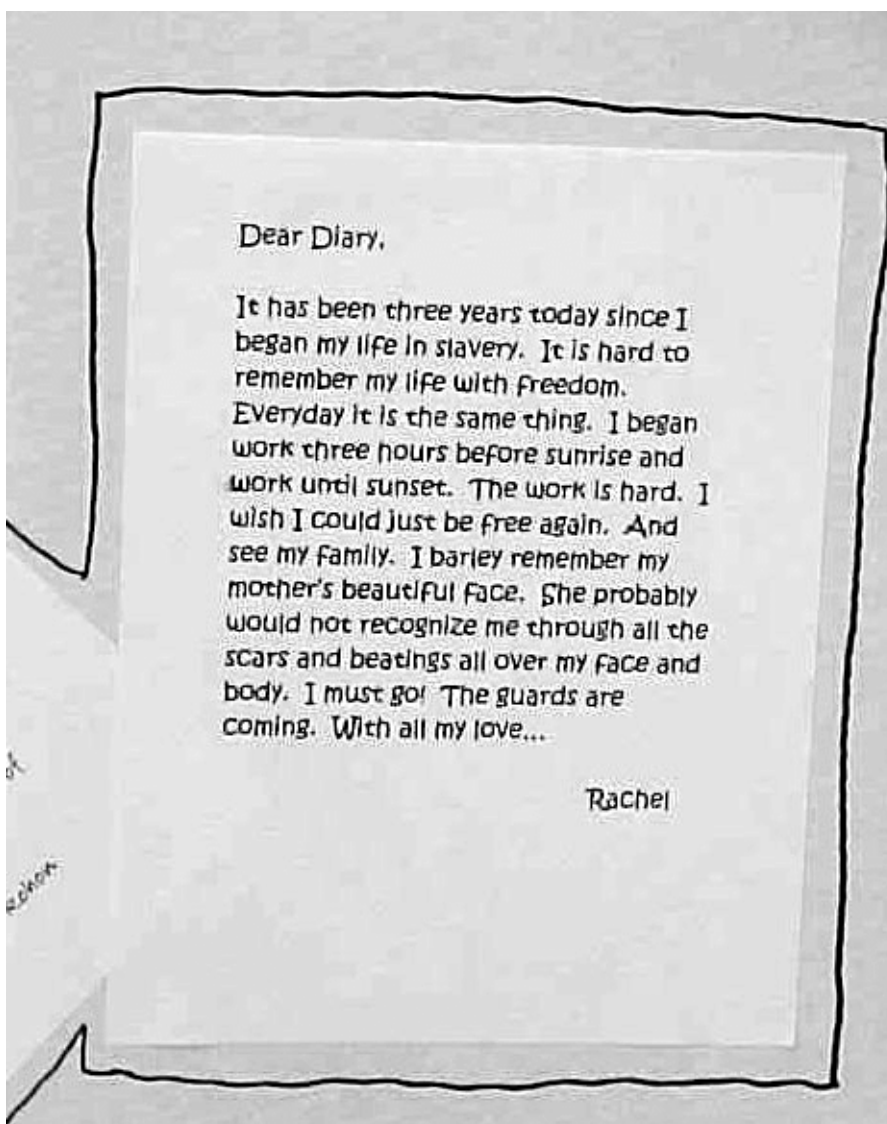 Dear Diary,
It has been three years today since I
began my life in slavery. It is hard to
remember my life with freedom.
Everyday it is the same thing. I began
work three hours before sunrise and
work until sunset. The work is hard. I
wish I could just be free again. And
see my family. I barley remember my
mother's beautiful face. She probably
would not recognize me through all the
scars and beatings all over my face and
body. I must go! The guards are
coming. With all my love...
Rachel
of